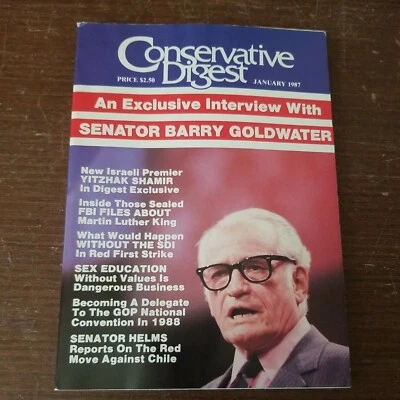 Conservative
Digest
PRICE $2.50
JANUARY 1987
An Exclusive Interview With
SENATOR BARRY GOLDWATER
New Israeli Premier
YITZHAK SHAMIR
In Digest Exclusive
Inside Those Sealed
FBI FILES ABOUT
Martin Luther King
What Would Happen
WITHOUT THE SDI
In Red First Strike
SEX EDUCATION
Without Values Is
Dangerous Business
Becoming A Delegate
To The GOP National
Convention In 1988
SENATOR HELMS
Reports On The Red
Move Against Chile